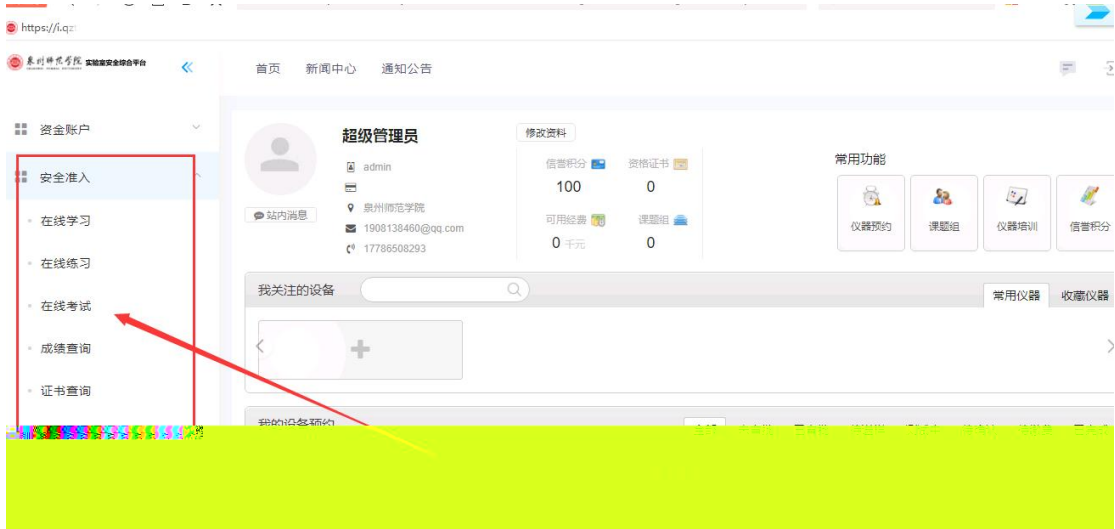 https://i.qz
泉州师范学院 实验室安全综合平台
首页 新闻中心 通知公告
资金账户
安全准入
在线学习
在线练习
在线考试
成绩查询
证书查询
超级管理员
修改资料
admin
泉州师范学院
1908138460@qq.com
17786508293
站内消息
信誉积分 资格证书
100 0
可用经费 课题组
0 千元 0
常用功能
仪器预约 课题组 仪器培训 信誉积分
我关注的设备
常用仪器 收藏仪器
我的设备预约